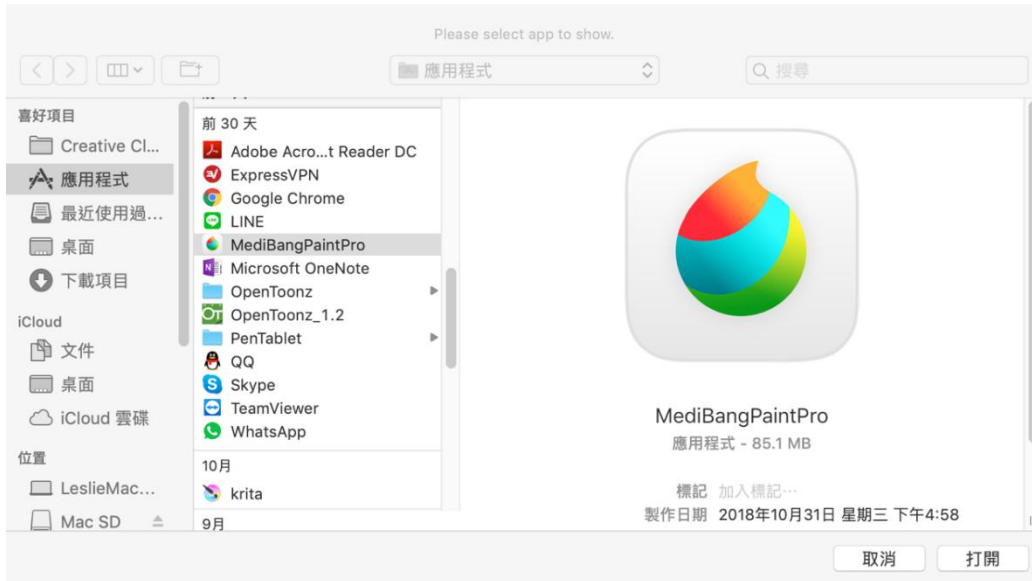 Please select app to show.
應用程式
搜尋
喜好項目
Creative Cl...
應用程式
最近使用過...
桌面
下載項目
iCloud
文件
桌面
iCloud 雲碟
位置
LeslieMac...
Mac SD
前 30 天
Adobe Acro...t Reader DC
ExpressVPN
Google Chrome
LINE
MediBangPaintPro
Microsoft OneNote
OpenToonz
OpenToonz_1.2
PenTablet
QQ
Skype
TeamViewer
WhatsApp
10月
krita
9月
MediBangPaintPro
應用程式 - 85.1 MB
標記 加入標記…
製作日期 2018年10月31日 星期三 下午4:58
取消
打開